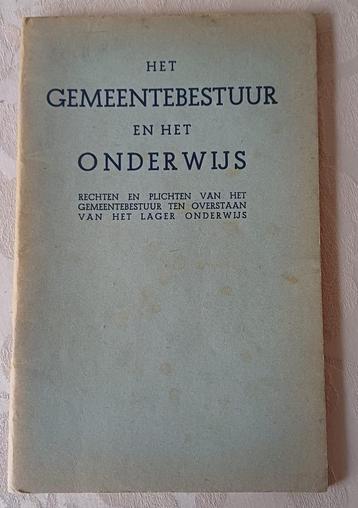 HET
GEMEENTEBESTUUR
EN HET
ONDERWIJS
RECHTEN EN PLICHTEN VAN HET
GEMEENTEBESTUUR TEN OVERSTAAN
VAN HET LAGER ONDERWIJS